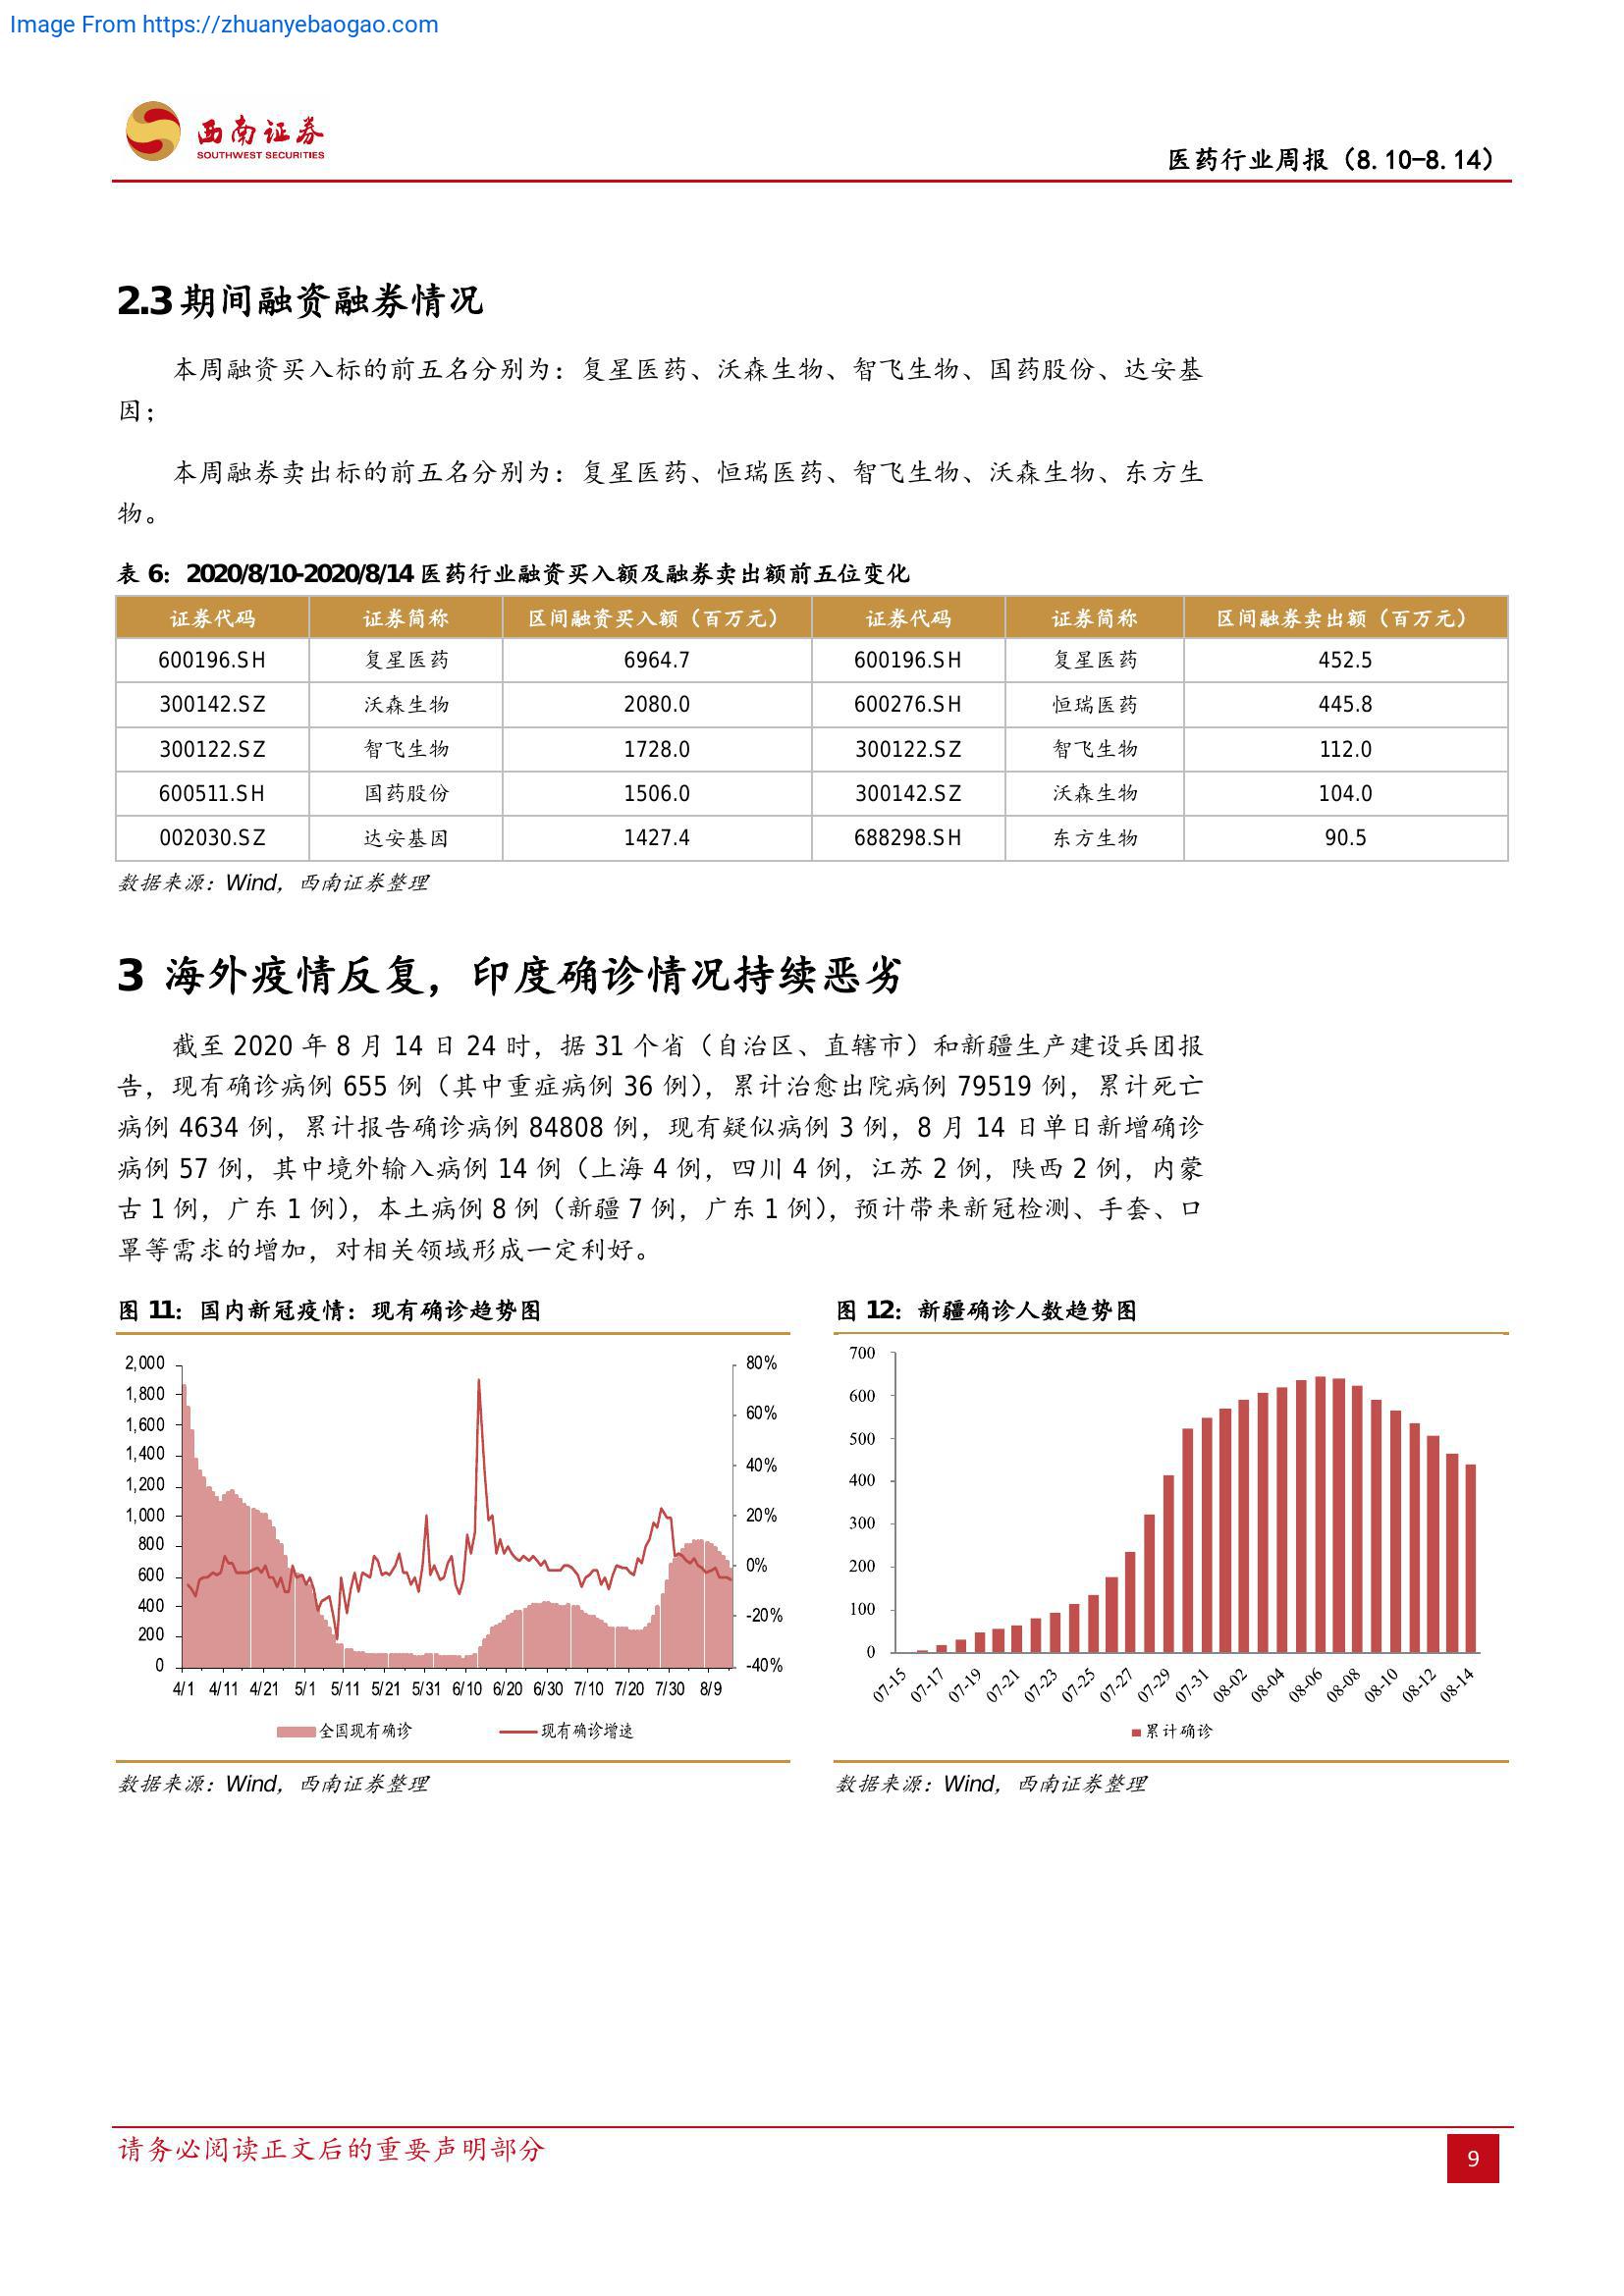 Image From https://zhuanyebaogao.com
西南证券
SOUTHWEST SECURITIES
医药行业周报（8.10-8.14）
2.3 期间融资融券情况
本周融资买入标的前五名分别为：复星医药、沃森生物、智飞生物、国药股份、达安基
因；
本周融券卖出标的前五名分别为：复星医药、恒瑞医药、智飞生物、沃森生物、东方生
物。
表 6：2020/8/10-2020/8/14 医药行业融资买入额及融券卖出额前五位变化
证券代码 证券简称 区间融资买入额（百万元） 证券代码 证券简称 区间融券卖出额（百万元）
600196.SH 复星医药 6964.7 600196.SH 复星医药 452.5
300142.SZ 沃森生物 2080.0 600276.SH 恒瑞医药 445.8
300122.SZ 智飞生物 1728.0 300122.SZ 智飞生物 112.0
600511.SH 国药股份 1506.0 300142.SZ 沃森生物 104.0
002030.SZ 达安基因 1427.4 688298.SH 东方生物 90.5
数据来源：Wind，西南证券整理
3 海外疫情反复，印度确诊情况持续恶劣
截至 2020 年 8 月 14 日 24 时，据 31 个省（自治区、直辖市）和新疆生产建设兵团报
告，现有确诊病例 655 例（其中重症病例 36 例），累计治愈出院病例 79519 例，累计死亡
病例 4634 例，累计报告确诊病例 84808 例，现有疑似病例 3 例，8 月 14 日单日新增确诊
病例 57 例，其中境外输入病例 14 例（上海 4 例，四川 4 例，江苏 2 例，陕西 2 例，内蒙
古 1 例，广东 1 例），本土病例 8 例（新疆 7 例，广东 1 例），预计带来新冠检测、手套、口
罩等需求的增加，对相关领域形成一定利好。
图 11：国内新冠疫情：现有确诊趋势图
2,000
1,800
1,600
1,400
1,200
1,000
800
600
400
200
0
80%
60%
40%
20%
0%
-20%
-40%
4/1 4/11 4/21 5/1 5/11 5/21 5/31 6/10 6/20 6/30 7/10 7/20 7/30 8/9
全国现有确诊 现有确诊增速
数据来源：Wind，西南证券整理
图 12：新疆确诊人数趋势图
700
600
500
400
300
200
100
0
07-15 07-17 07-19 07-21 07-23 07-25 07-27 07-29 07-31 08-02 08-04 08-06 08-08 08-10 08-12 08-14
累计确诊
数据来源：Wind，西南证券整理
请务必阅读正文后的重要声明部分
9